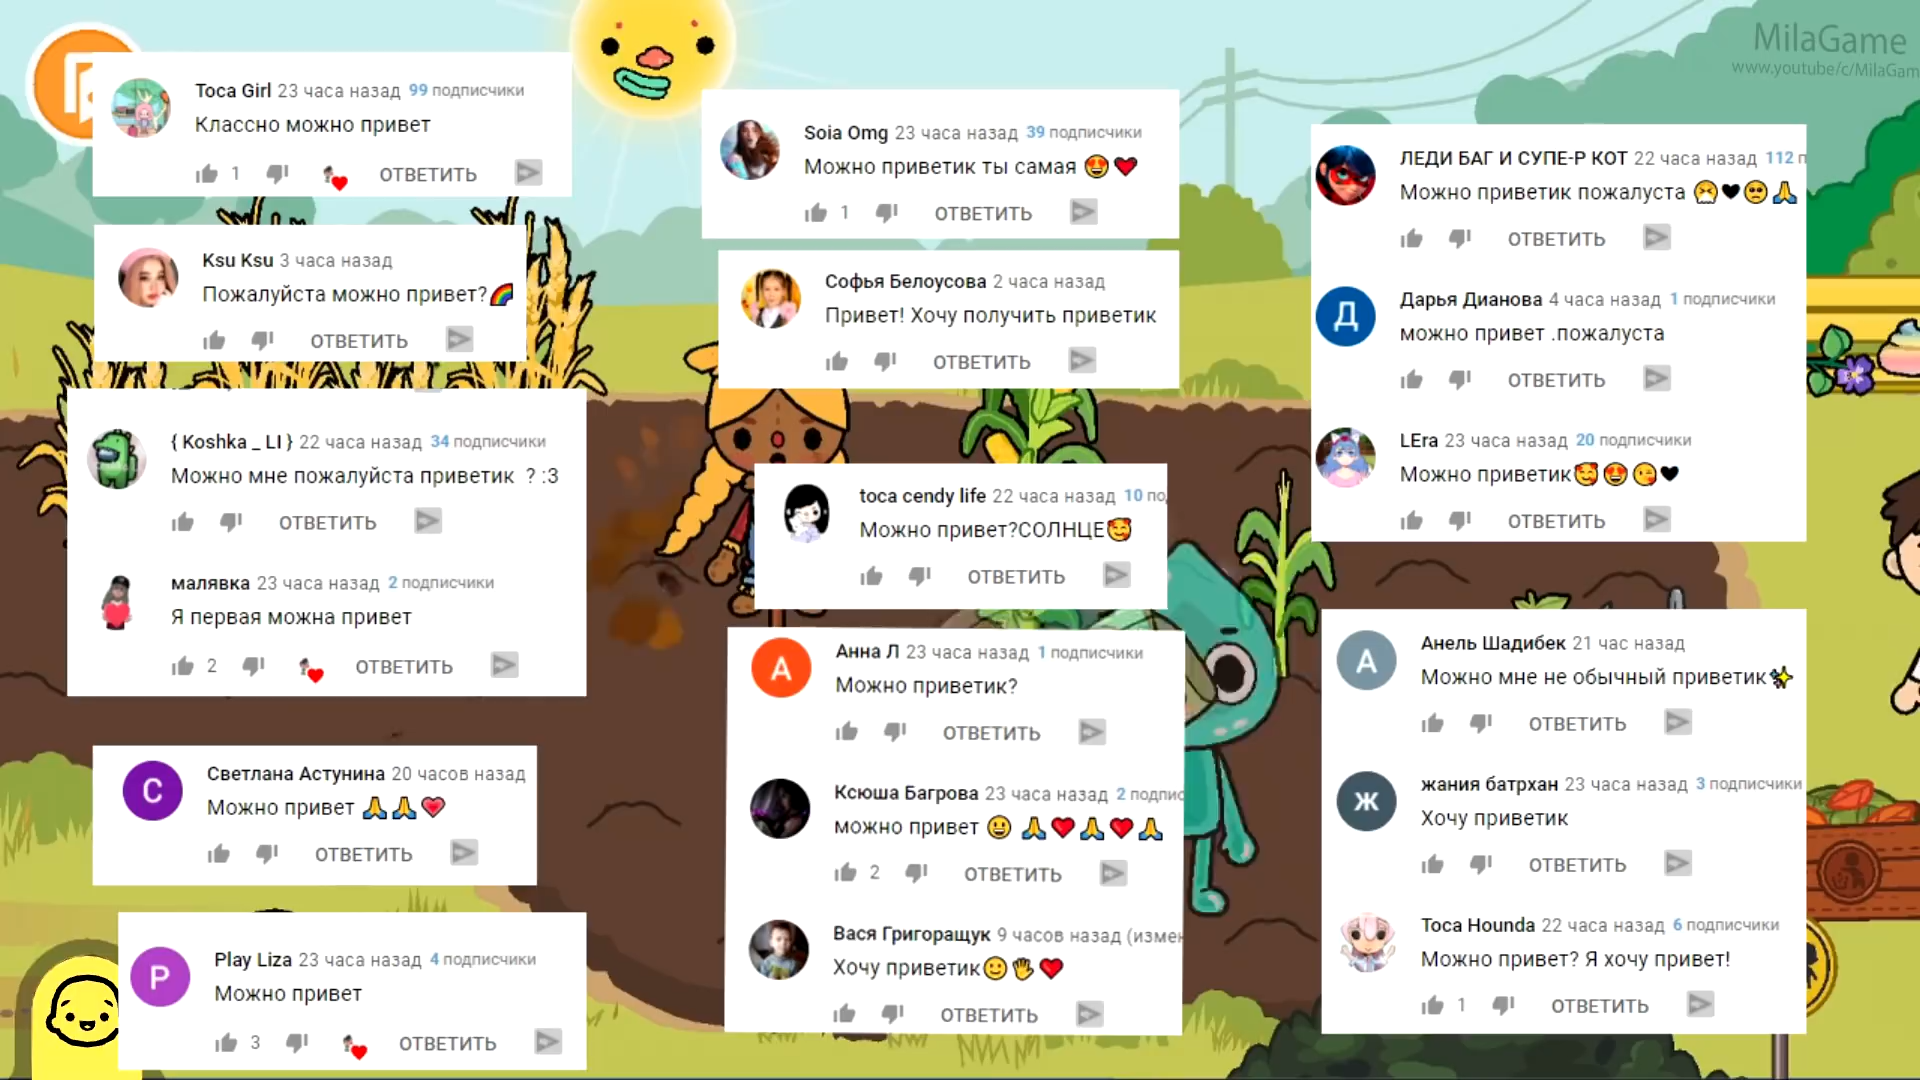 Toca Girl 23 часа назад 99 подписчики
Классно можно привет
1 ОТВЕТИТЬ
Ksu Ksu 3 часа назад
Пожалуйста можно привет?🌈
ОТВЕТИТЬ
{ Koshka _ LI } 22 часа назад 34 подписчики
Можно мне пожалуйста приветик ? :3
ОТВЕТИТЬ
малявка 23 часа назад 2 подписчики
Я первая можна привет
2 ОТВЕТИТЬ
С
Светлана Астунина 20 часов назад
Можно привет 🙏🙏💗
ОТВЕТИТЬ
P
Play Liza 23 часа назад 4 подписчики
Можно привет
3 ОТВЕТИТЬ
Soia Omg 23 часа назад 39 подписчики
Можно приветик ты самая 😍❤
1 ОТВЕТИТЬ
Софья Белоусова 2 часа назад
Привет! Хочу получить приветик
ОТВЕТИТЬ
toca cendy life 22 часа назад 10 по
Можно привет?СОЛНЦЕ🥰
ОТВЕТИТЬ
А
Анна Л 23 часа назад 1 подписчики
Можно приветик?
ОТВЕТИТЬ
Ксюша Багрова 23 часа назад 2 подпис
можно привет 😀 🙏❤🙏❤🙏
2 ОТВЕТИТЬ
Вася Григоращук 9 часов назад (измен
Хочу приветик🙂👋❤
ОТВЕТИТЬ
MilaGame
www.youtube/c/MilaGam
ЛЕДИ БАГ И СУПЕ-Р КОТ 22 часа назад 112 п
Можно приветик пожалуста 😤🖤🥺🙏
ОТВЕТИТЬ
Д
Дарья Дианова 4 часа назад 1 подписчики
можно привет .пожалуста
ОТВЕТИТЬ
LEra 23 часа назад 20 подписчики
Можно приветик🥰😍😘🖤
ОТВЕТИТЬ
А
Анель Шадибек 21 час назад
Можно мне не обычный приветик✨
ОТВЕТИТЬ
Ж
жания батрхан 23 часа назад 3 подписчики
Хочу приветик
ОТВЕТИТЬ
Toca Hounda 22 часа назад 6 подписчики
Можно привет? Я хочу привет!
1 ОТВЕТИТЬ